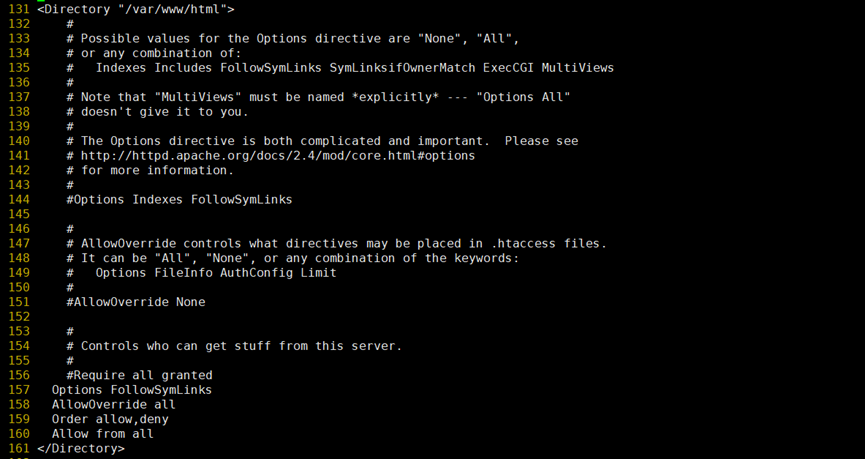 131 <Directory "/var/www/html">
132     #
133     # Possible values for the Options directive are "None", "All",
134     # or any combination of:
135     #   Indexes Includes FollowSymLinks SymLinksifOwnerMatch ExecCGI MultiViews
136     #
137     # Note that "MultiViews" must be named *explicitly* --- "Options All"
138     # doesn't give it to you.
139     #
140     # The Options directive is both complicated and important.  Please see
141     # http://httpd.apache.org/docs/2.4/mod/core.html#options
142     # for more information.
143     #
144     #Options Indexes FollowSymLinks
145
146     #
147     # AllowOverride controls what directives may be placed in .htaccess files.
148     # It can be "All", "None", or any combination of the keywords:
149     #   Options FileInfo AuthConfig Limit
150     #
151     #AllowOverride None
152
153     #
154     # Controls who can get stuff from this server.
155     #
156     #Require all granted
157   Options FollowSymLinks
158   AllowOverride all
159   Order allow,deny
160   Allow from all
161 </Directory>